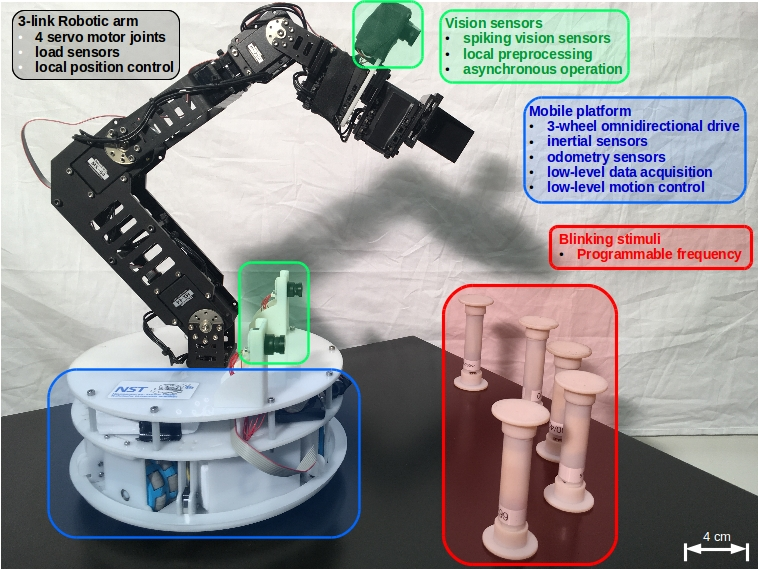 3-link Robotic arm
4 servo motor joints
load sensors
local position control
Vision sensors
• spiking vision sensors
• local preprocessing
• asynchronous operation
Mobile platform
• 3-wheel omnidirectional drive
• inertial sensors
• odometry sensors
• low-level data acquisition
• low-level motion control
Blinking stimuli
• Programmable frequency
NST
4 cm